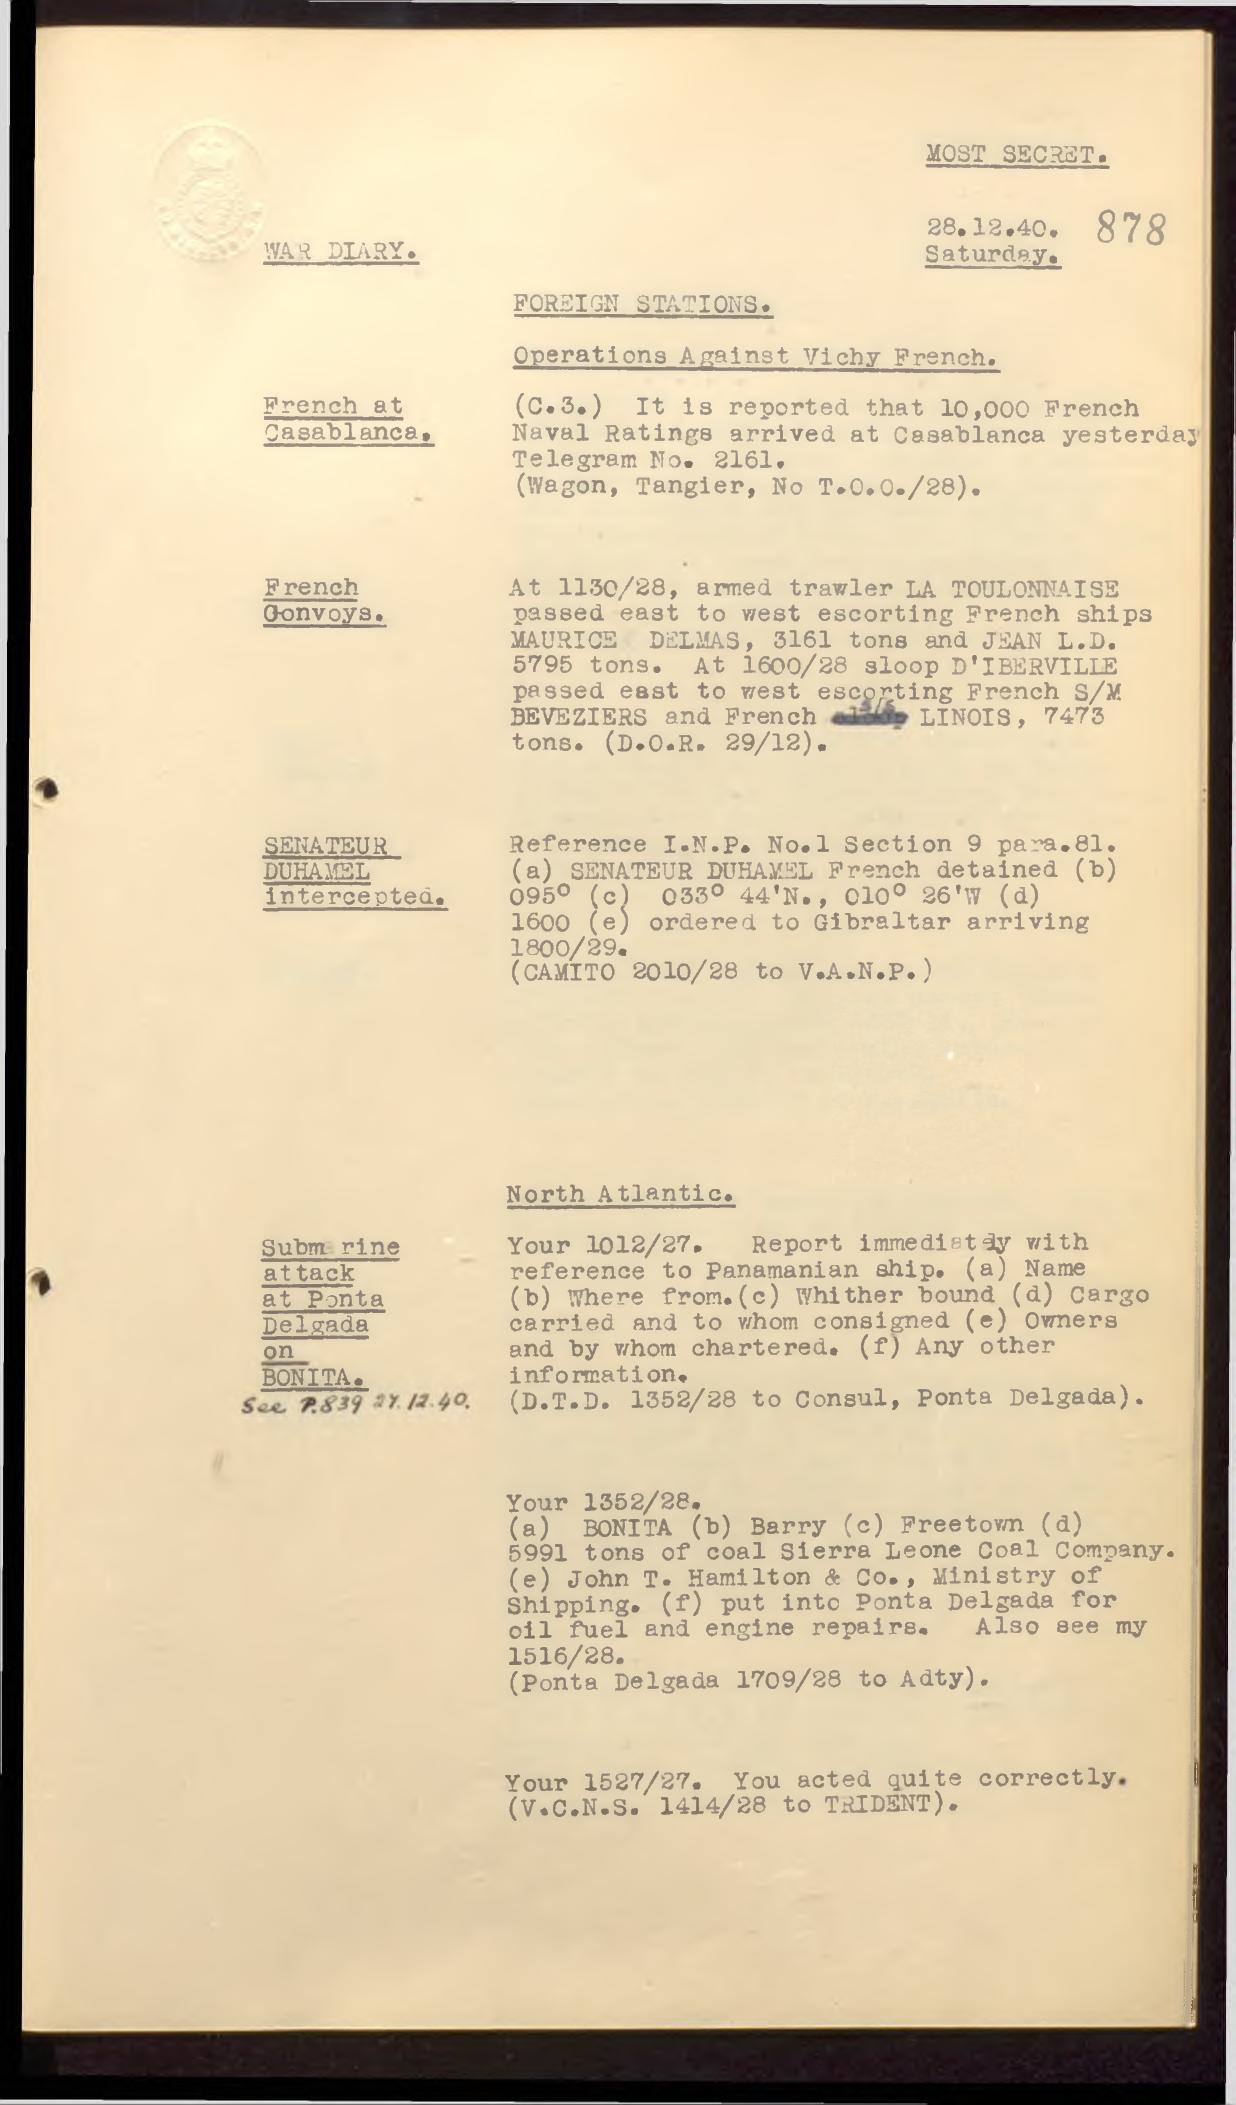 MOST SECRET.
28.12.40. 878
Saturday.
WAR DIARY.
FOREIGN STATIONS.
Operations Against Vichy French.
French at
Casablanca.
(C.3.) It is reported that 10,000 French
Naval Ratings arrived at Casablanca yesterday
Telegram No. 2161.
(Wagon, Tangier, No T.O.O./28).
French
Convoys.
At 1130/28, armed trawler LA TOULONNAISE
passed east to west escorting French ships
MAURICE DELMAS, 3161 tons and JEAN L.D.
5795 tons. At 1600/28 sloop D'IBERVILLE
passed east to west escorting French S/M
BEVEZIERS and French S/S LINOIS, 7473
tons. (D.O.R. 29/12).
SENATEUR
DUHAMEL
intercepted.
Reference I.N.P. No.1 Section 9 para.81.
(a) SENATEUR DUHAMEL French detained (b)
095° (c) 033° 44'N., 010° 26'W (d)
1600 (e) ordered to Gibraltar arriving
1800/29.
(CAMITO 2010/28 to V.A.N.P.)
North Atlantic.
Subm rine
attack
at Ponta
Delgada
on
BONITA.
See P.839 27.12.40.
Your 1012/27. Report immediately with
reference to Panamanian ship. (a) Name
(b) Where from.(c) Whither bound (d) Cargo
carried and to whom consigned (e) Owners
and by whom chartered. (f) Any other
information.
(D.T.D. 1352/28 to Consul, Ponta Delgada).
Your 1352/28.
(a) BONITA (b) Barry (c) Freetown (d)
5991 tons of coal Sierra Leone Coal Company.
(e) John T. Hamilton & Co., Ministry of
Shipping. (f) put into Ponta Delgada for
oil fuel and engine repairs. Also see my
1516/28.
(Ponta Delgada 1709/28 to Adty).
Your 1527/27. You acted quite correctly.
(V.C.N.S. 1414/28 to TRIDENT).